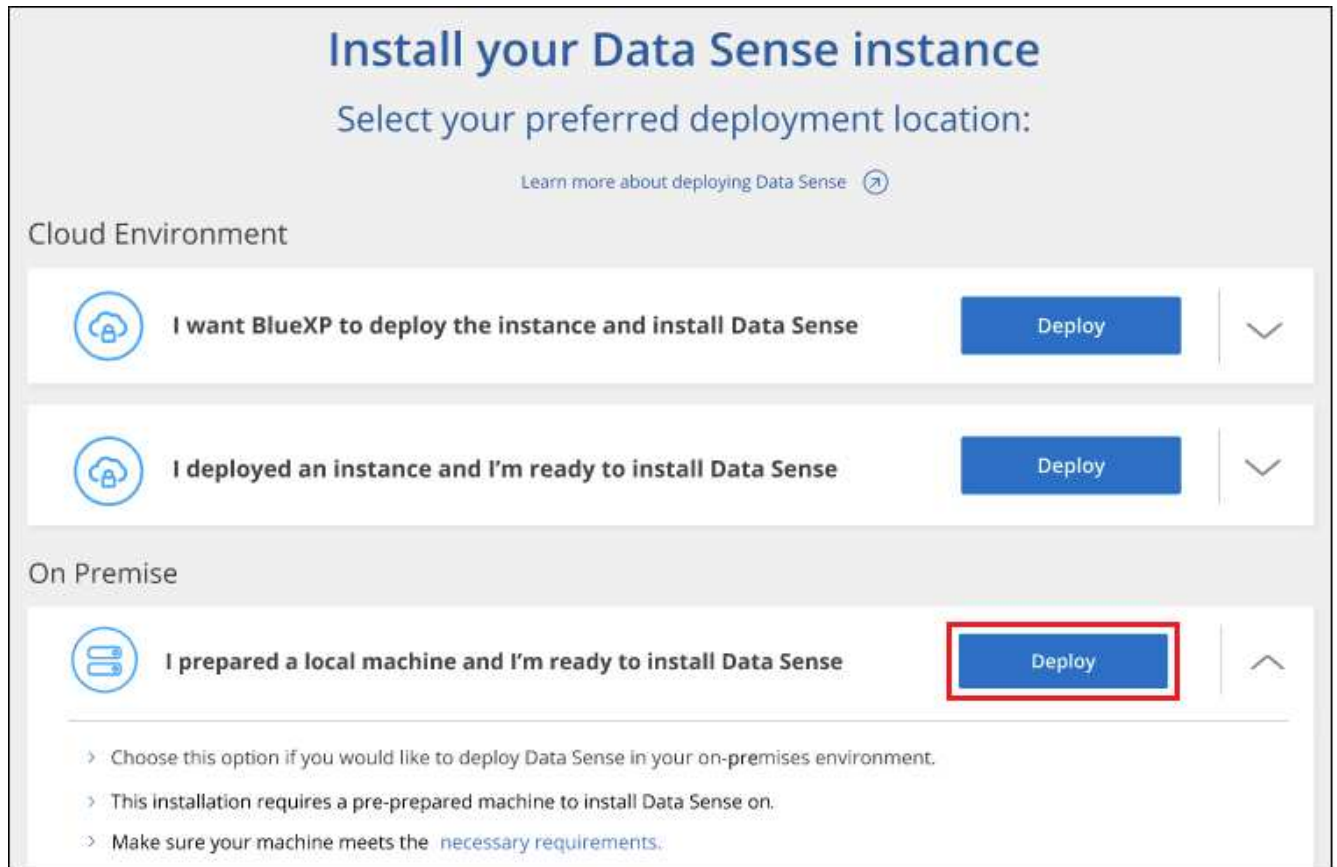 Install your Data Sense instance
Select your preferred deployment location:
Learn more about deploying Data Sense
Cloud Environment
I want BlueXP to deploy the instance and install Data Sense
Deploy
I deployed an instance and I’m ready to install Data Sense
Deploy
On Premise
I prepared a local machine and I’m ready to install Data Sense
Deploy
Choose this option if you would like to deploy Data Sense in your on-premises environment.
This installation requires a pre-prepared machine to install Data Sense on.
Make sure your machine meets the necessary requirements.